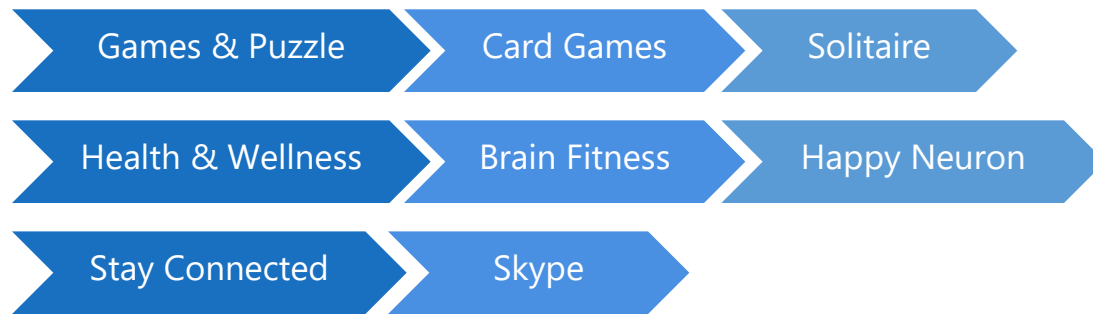 Games & Puzzle Card Games Solitaire
Health & Wellness Brain Fitness Happy Neuron
Stay Connected Skype